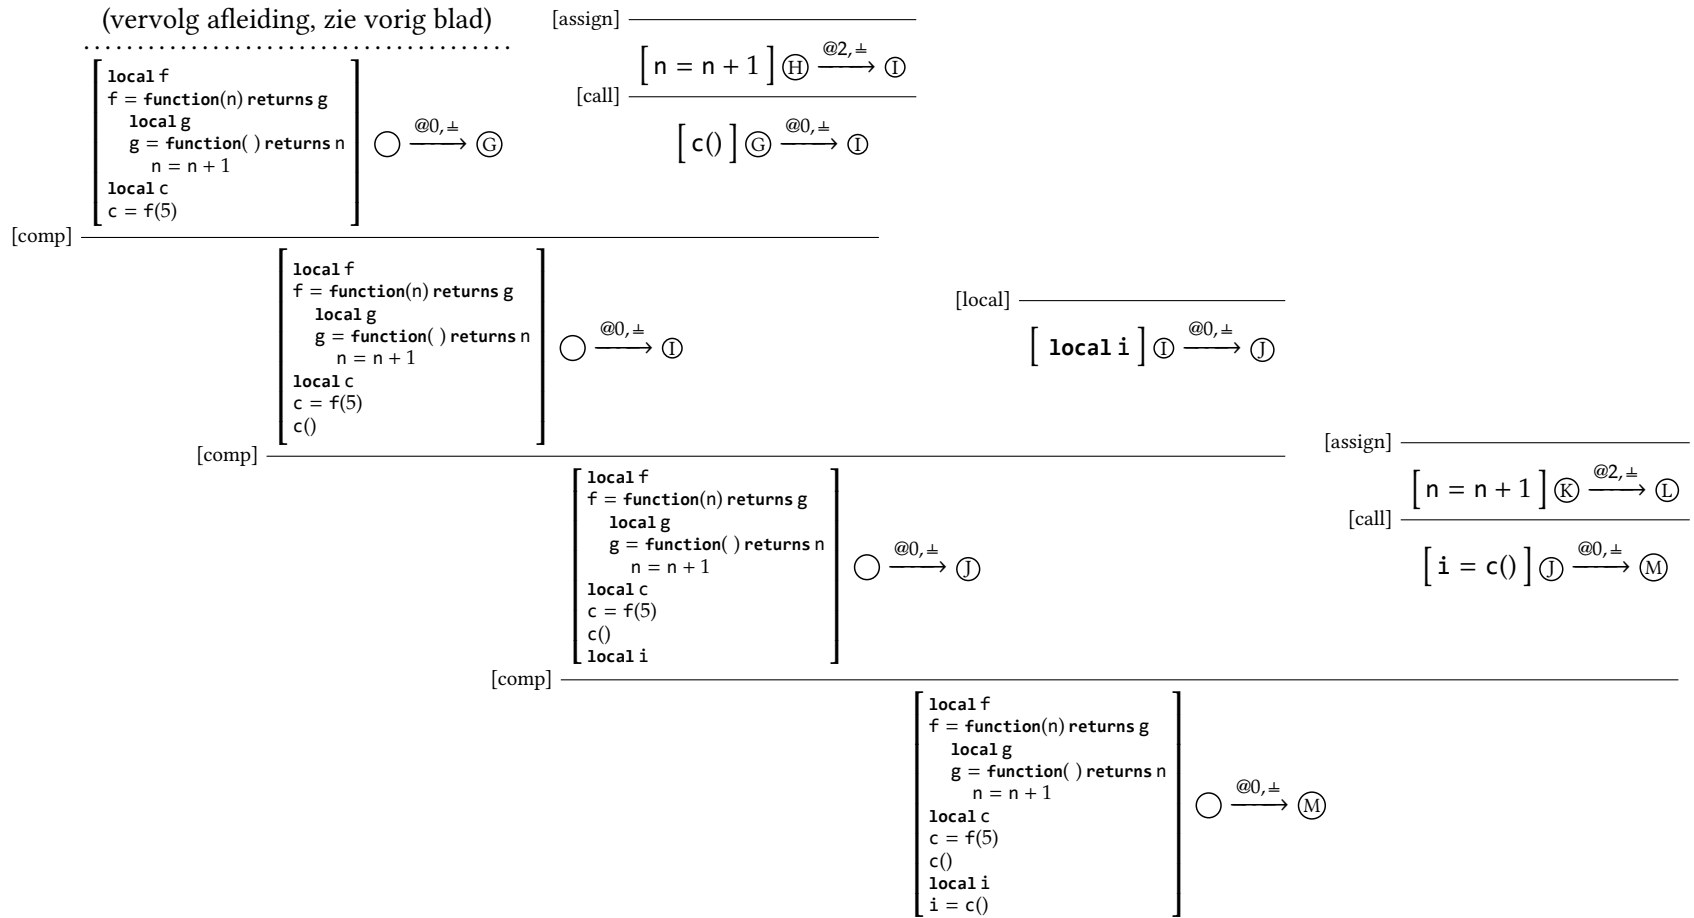 (vervolg afleiding, zie vorig blad)
[assign]
[ n = n + 1 ] Ⓗ @2, ⫨ → Ⓘ
[call]
[ c() ] Ⓖ @0, ⫨ → Ⓘ
local f
f = function(n) returns g
local g
g = function( ) returns n
n = n + 1
local c
c = f(5)
◯ @0, ⫨ → Ⓖ
[comp]
local f
f = function(n) returns g
local g
g = function( ) returns n
n = n + 1
local c
c = f(5)
c()
◯ @0, ⫨ → Ⓘ
[local]
[ local i ] Ⓘ @0, ⫨ → Ⓙ
[comp]
local f
f = function(n) returns g
local g
g = function( ) returns n
n = n + 1
local c
c = f(5)
c()
local i
◯ @0, ⫨ → Ⓙ
[assign]
[ n = n + 1 ] Ⓚ @2, ⫨ → Ⓛ
[call]
[ i = c() ] Ⓙ @0, ⫨ → Ⓜ
[comp]
local f
f = function(n) returns g
local g
g = function( ) returns n
n = n + 1
local c
c = f(5)
c()
local i
i = c()
◯ @0, ⫨ → Ⓜ